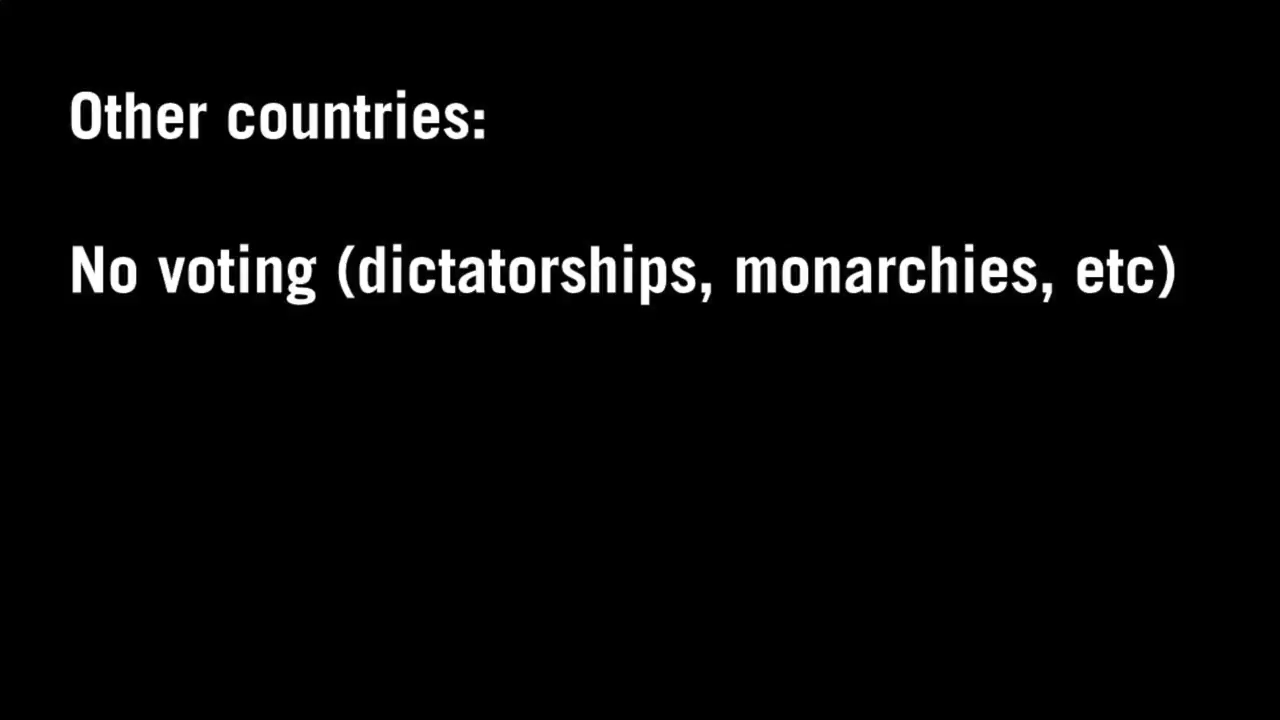 Other countries:
No voting (dictatorships, monarchies, etc)